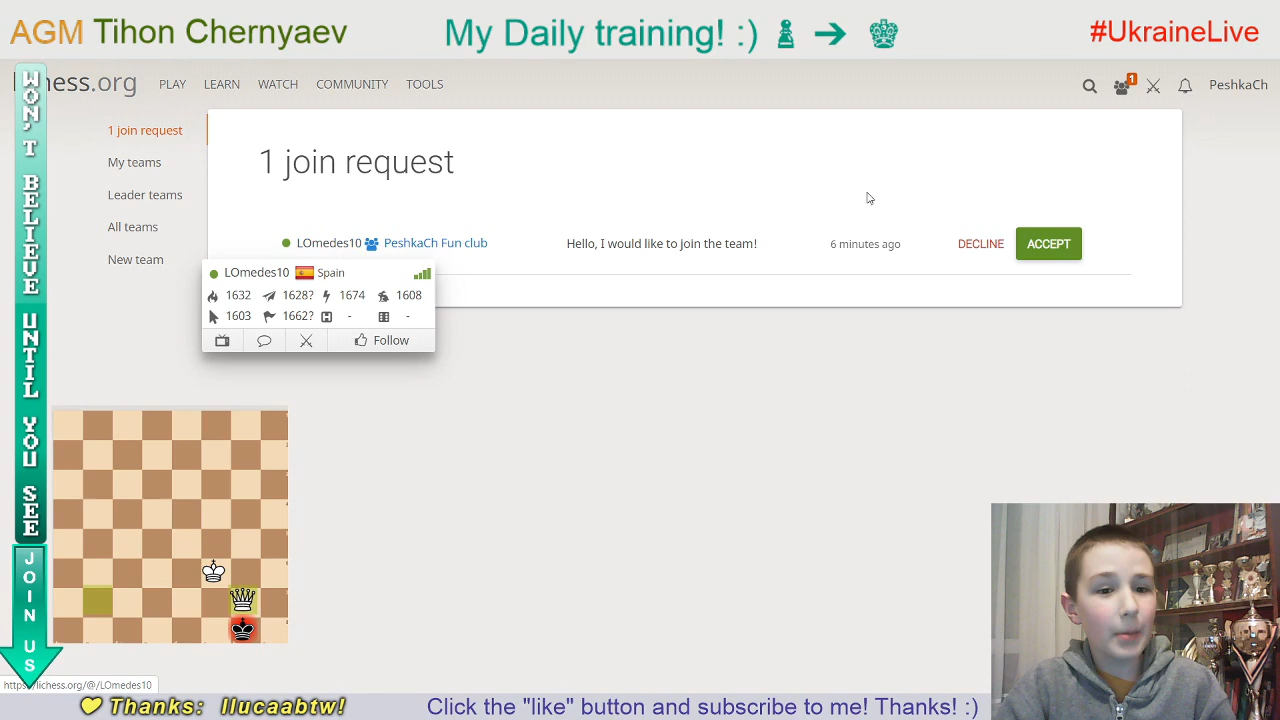 AGM Tihon Chernyaev
My Daily training! :)
#UkraineLive
hess.org
PLAY
LEARN
WATCH
COMMUNITY
TOOLS
1
PeshkaCh
1 join request
My teams
Leader teams
All teams
New team
1 join request
LOmedes10
PeshkaCh Fun club
Hello, I would like to join the team!
6 minutes ago
DECLINE
ACCEPT
LOmedes10
Spain
1632
1628?
1674
1608
1603
1662?
-
-
Follow
WON'T BELIEVE UNTIL YOU SEE
JOIN US
https://lichess.org/@/LOmedes10
Thanks: llucaabtw!
Click the "like" button and subscribe to me! Thanks! :)